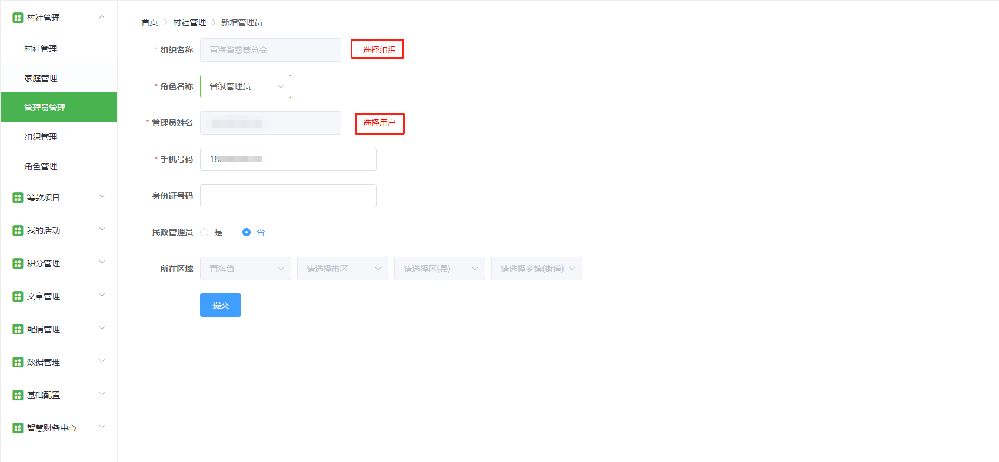 村社管理
村社管理
家庭管理
管理员管理
组织管理
角色管理
筹款项目
我的活动
积分管理
文章管理
配捐管理
数据管理
基础配置
智慧财务中心
首页 > 村社管理 > 新增管理员
* 组织名称 青海省慈善总会 选择组织
* 角色名称 省级管理员
* 管理员姓名 选择用户
* 手机号码 18
身份证号码
民政管理员 是 否
所在区域 青海省 请选择市区 请选择区(县) 请选择乡镇(街道)
提交